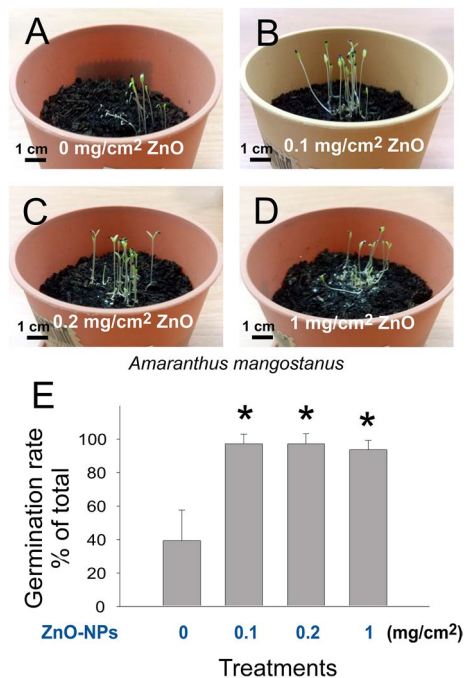 A
1 cm
0 mg/cm2 ZnO
B
1 cm
0.1 mg/cm2 ZnO
C
1 cm
0.2 mg/cm2 ZnO
D
1 cm
1 mg/cm2 ZnO
Amaranthus mangostanus
E
Germination rate
% of total
100
80
60
40
20
0
* * *
ZnO-NPs 0 0.1 0.2 1 (mg/cm2)
Treatments